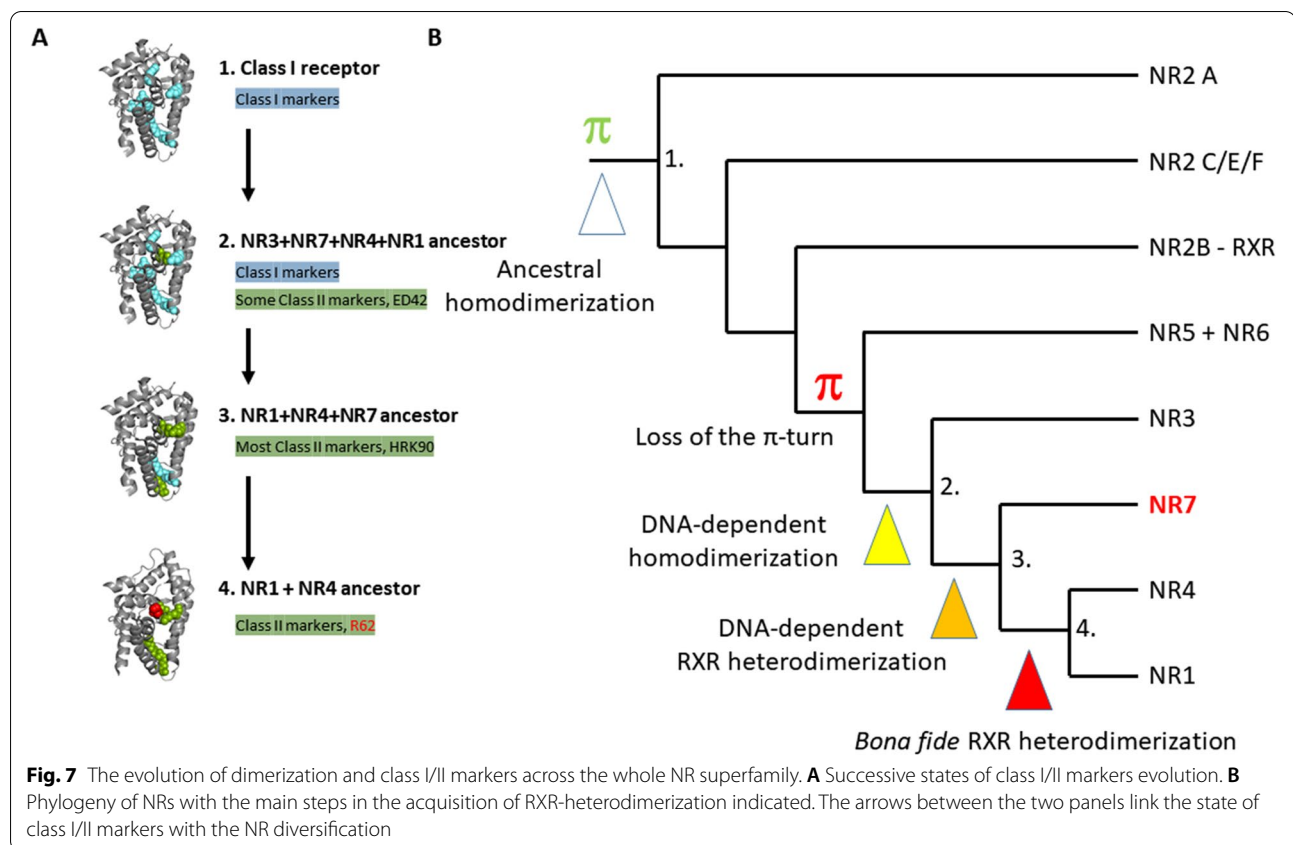 A
1. Class I receptor
Class I markers
2. NR3+NR7+NR4+NR1 ancestor
Class I markers
Some Class II markers, ED42
3. NR1+NR4+NR7 ancestor
Most Class II markers, HRK90
4. NR1 + NR4 ancestor
Class II markers, R62
B
π
1.
Ancestral
homodimerization
NR2 A
NR2 C/E/F
NR2B - RXR
NR5 + NR6
π
Loss of the π-turn
NR3
2.
DNA-dependent
homodimerization
NR7
3.
DNA-dependent
RXR heterodimerization
NR4
4.
NR1
Bona fide RXR heterodimerization
Fig. 7 The evolution of dimerization and class I/II markers across the whole NR superfamily. A Successive states of class I/II markers evolution. B
Phylogeny of NRs with the main steps in the acquisition of RXR-heterodimerization indicated. The arrows between the two panels link the state of
class I/II markers with the NR diversification